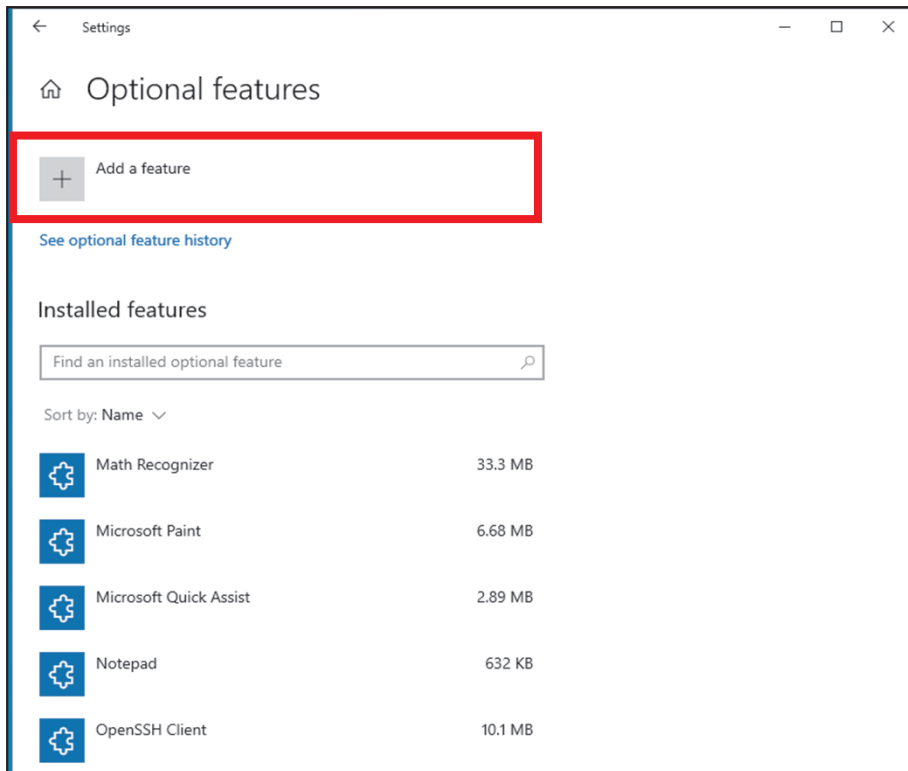 Settings
Optional features
Add a feature
See optional feature history
Installed features
Find an installed optional feature
Sort by: Name
Math Recognizer 33.3 MB
Microsoft Paint 6.68 MB
Microsoft Quick Assist 2.89 MB
Notepad 632 KB
OpenSSH Client 10.1 MB